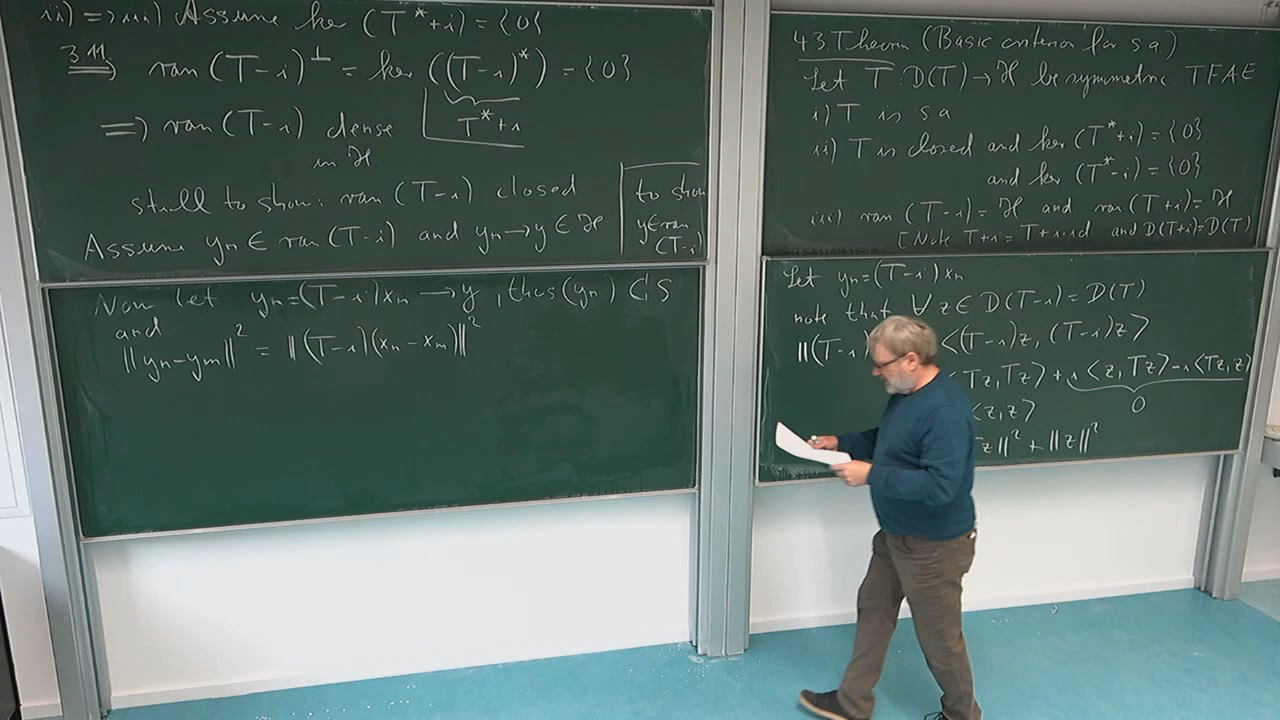 ii) => iii) Assume ker (T*+i) = {0}
3.11 => ran (T-i)^⊥ = ker ((T-i)*) = {0}
T*+i
=> ran (T-i) dense
in ℋ
still to show: ran (T-i) closed
Assume yn ∈ ran (T-i) and yn → y ∈ ℋ
to show
y ∈ ran
(T-i)
Now let yn = (T-i)xn → y, thus (yn) CS
and
||yn-ym||² = ||(T-i)(xn - xm)||²
4.3. Theorem (Basic criterion for s a)
Let T : D(T) → ℋ be symmetric. TFAE
i) T is s a
ii) T is closed and ker (T*+i) = {0}
and ker (T*-i) = {0}
iii) ran (T-i) = ℋ and ran (T+i) = ℋ
[Note T+i = T+i·id and D(T+i) = D(T)
Let yn = (T-i) xn
note that ∀ z ∈ D(T-i) = D(T)
||(T-i) <(T-i)z, (T-i)z>
<Tz,Tz> + i <z,Tz> - i <Tz,z>
0
<z,z>
z||² + ||z||²